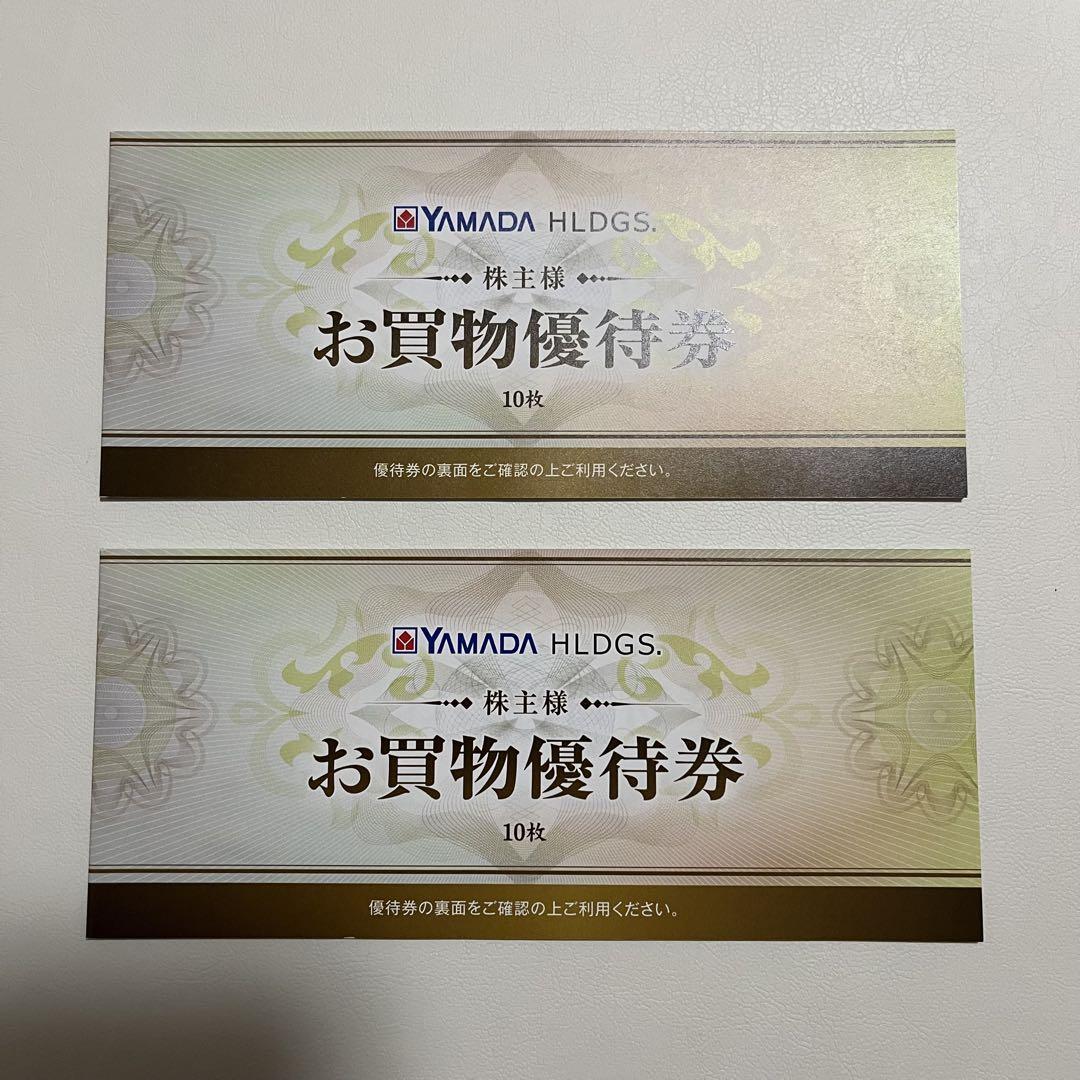 YAMADA HLDGS.
株主様
お買物優待券
10枚
優待券の裏面をご確認の上ご利用ください。
YAMADA HLDGS.
株主様
お買物優待券
10枚
優待券の裏面をご確認の上ご利用ください。